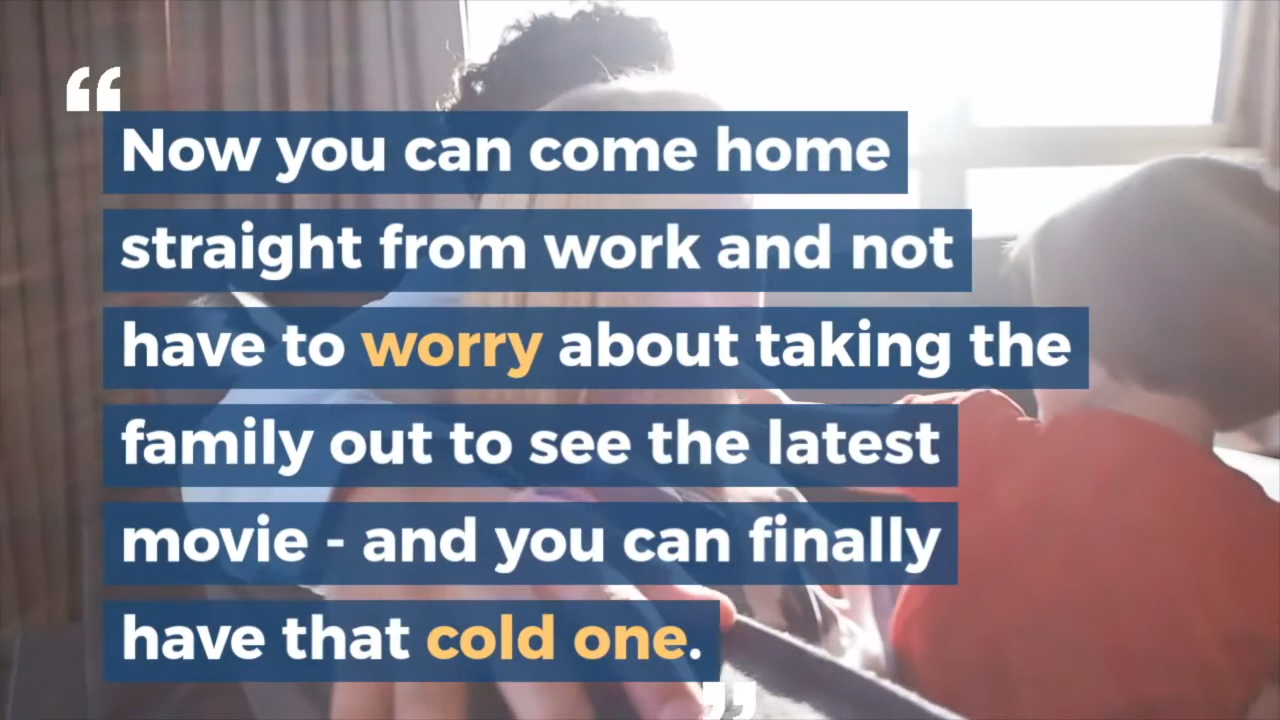 “
Now you can come home
straight from work and not
have to worry about taking the
family out to see the latest
movie - and you can finally
have that cold one.
”